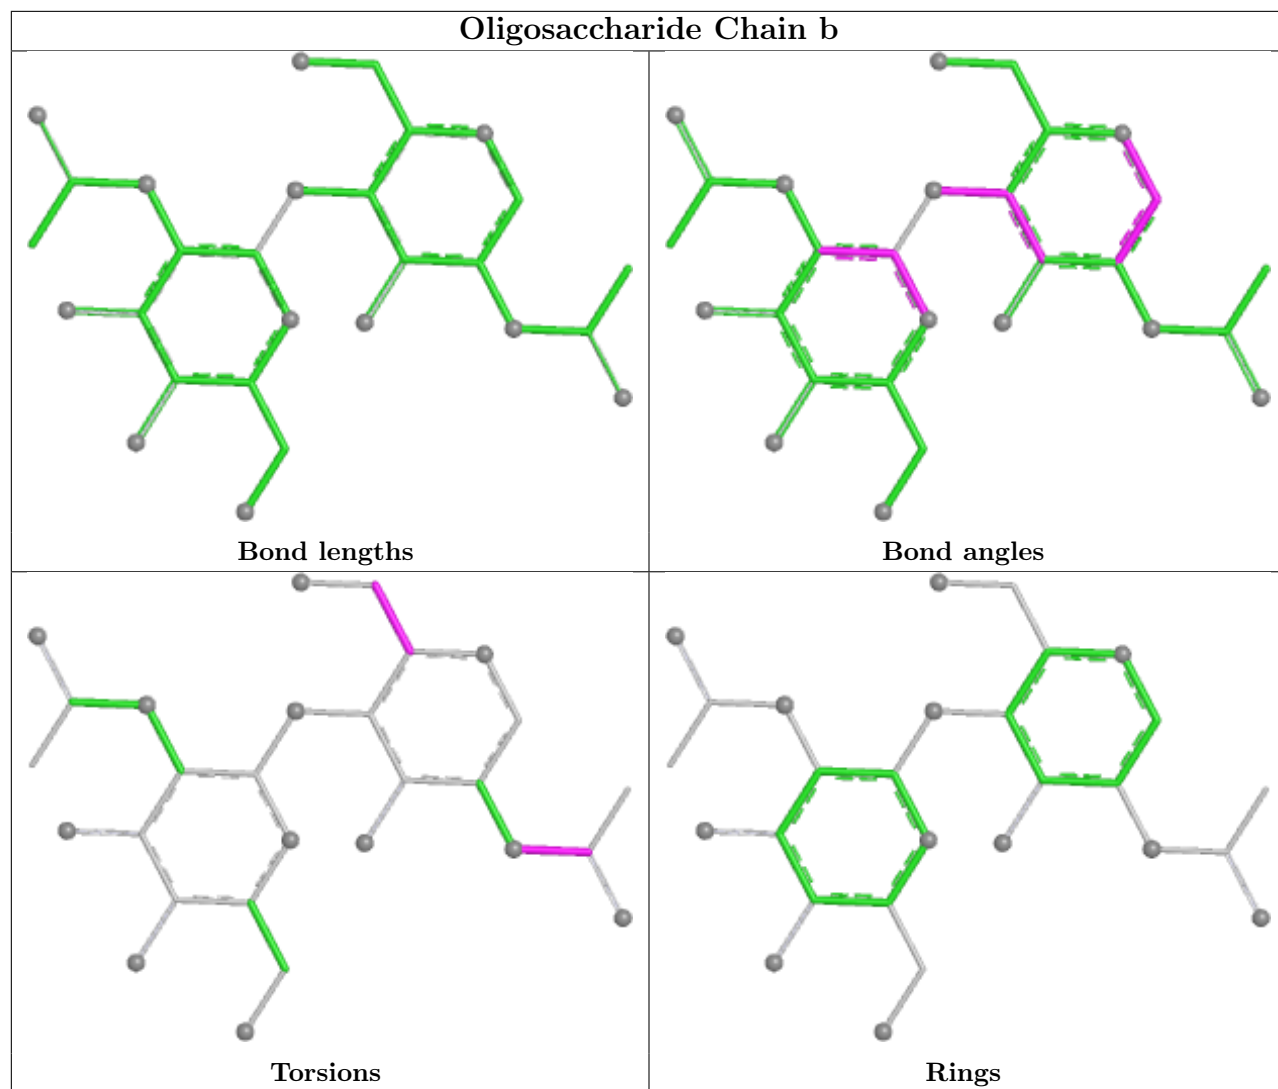 Oligosaccharide Chain b
Bond lengths
Bond angles
Torsions
Rings